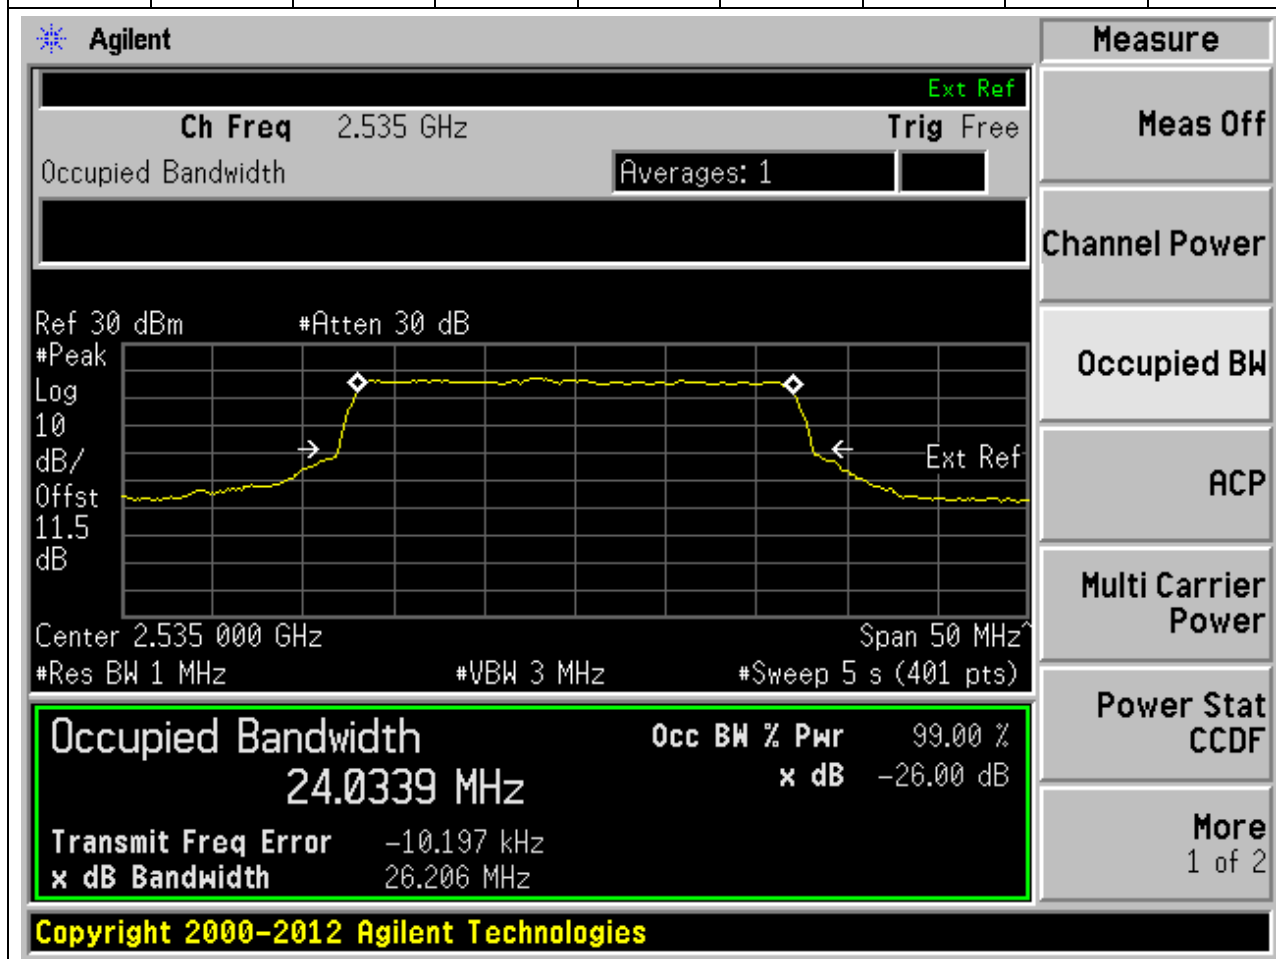 Agilent
Measure
Ext Ref
Ch Freq 2.535 GHz Trig Free
Occupied Bandwidth Averages: 1
Ref 30 dBm #Atten 30 dB
#Peak
Log
10
dB/
Offst
11.5
dB
Ext Ref
Center 2.535 000 GHz Span 50 MHz^
#Res BW 1 MHz #VBW 3 MHz #Sweep 5 s (401 pts)
Occupied Bandwidth Occ BW % Pwr 99.00 %
24.0339 MHz x dB -26.00 dB
Transmit Freq Error -10.197 kHz
x dB Bandwidth 26.206 MHz
Copyright 2000-2012 Agilent Technologies
Meas Off
Channel Power
Occupied BW
ACP
Multi Carrier
Power
Power Stat
CCDF
More
1 of 2